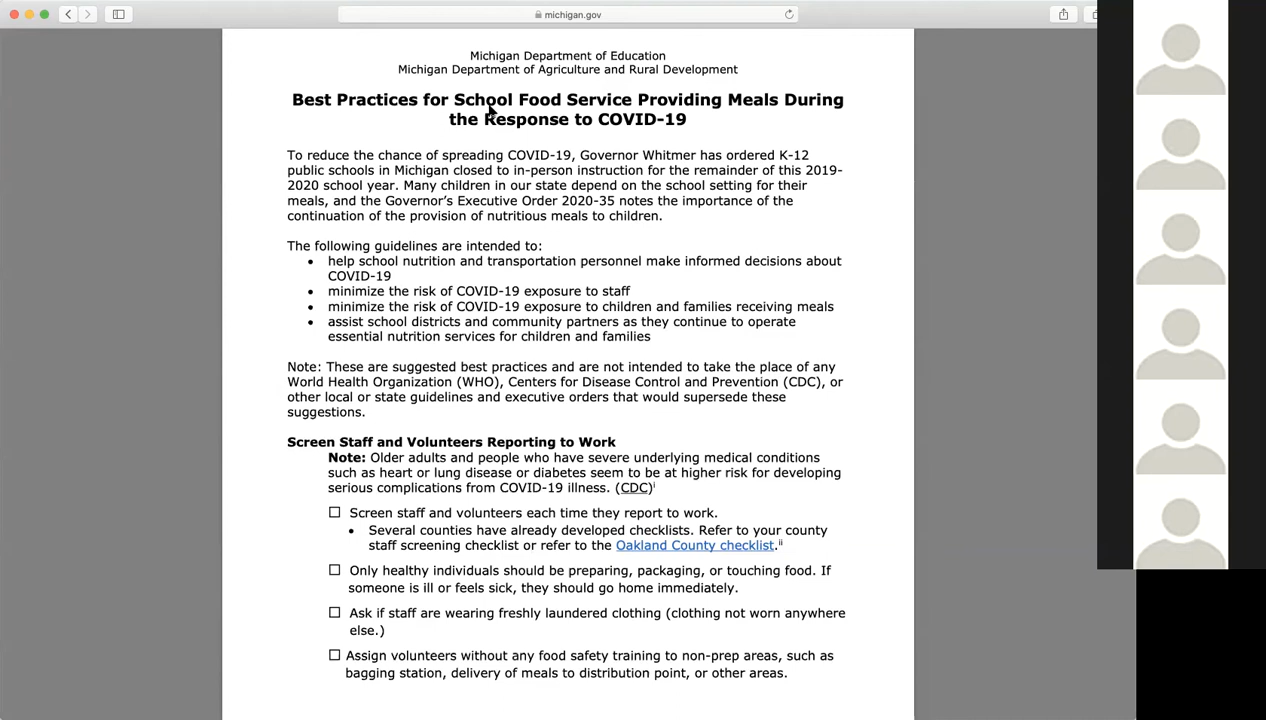 michigan.gov
Michigan Department of Education
Michigan Department of Agriculture and Rural Development
Best Practices for School Food Service Providing Meals During
the Response to COVID-19
To reduce the chance of spreading COVID-19, Governor Whitmer has ordered K-12
public schools in Michigan closed to in-person instruction for the remainder of this 2019-
2020 school year. Many children in our state depend on the school setting for their
meals, and the Governor's Executive Order 2020-35 notes the importance of the
continuation of the provision of nutritious meals to children.
The following guidelines are intended to:
• help school nutrition and transportation personnel make informed decisions about
COVID-19
• minimize the risk of COVID-19 exposure to staff
• minimize the risk of COVID-19 exposure to children and families receiving meals
• assist school districts and community partners as they continue to operate
essential nutrition services for children and families
Note: These are suggested best practices and are not intended to take the place of any
World Health Organization (WHO), Centers for Disease Control and Prevention (CDC), or
other local or state guidelines and executive orders that would supersede these
suggestions.
Screen Staff and Volunteers Reporting to Work
Note: Older adults and people who have severe underlying medical conditions
such as heart or lung disease or diabetes seem to be at higher risk for developing
serious complications from COVID-19 illness. (CDC)i
☐ Screen staff and volunteers each time they report to work.
• Several counties have already developed checklists. Refer to your county
staff screening checklist or refer to the Oakland County checklist.ii
☐ Only healthy individuals should be preparing, packaging, or touching food. If
someone is ill or feels sick, they should go home immediately.
☐ Ask if staff are wearing freshly laundered clothing (clothing not worn anywhere
else.)
☐ Assign volunteers without any food safety training to non-prep areas, such as
bagging station, delivery of meals to distribution point, or other areas.